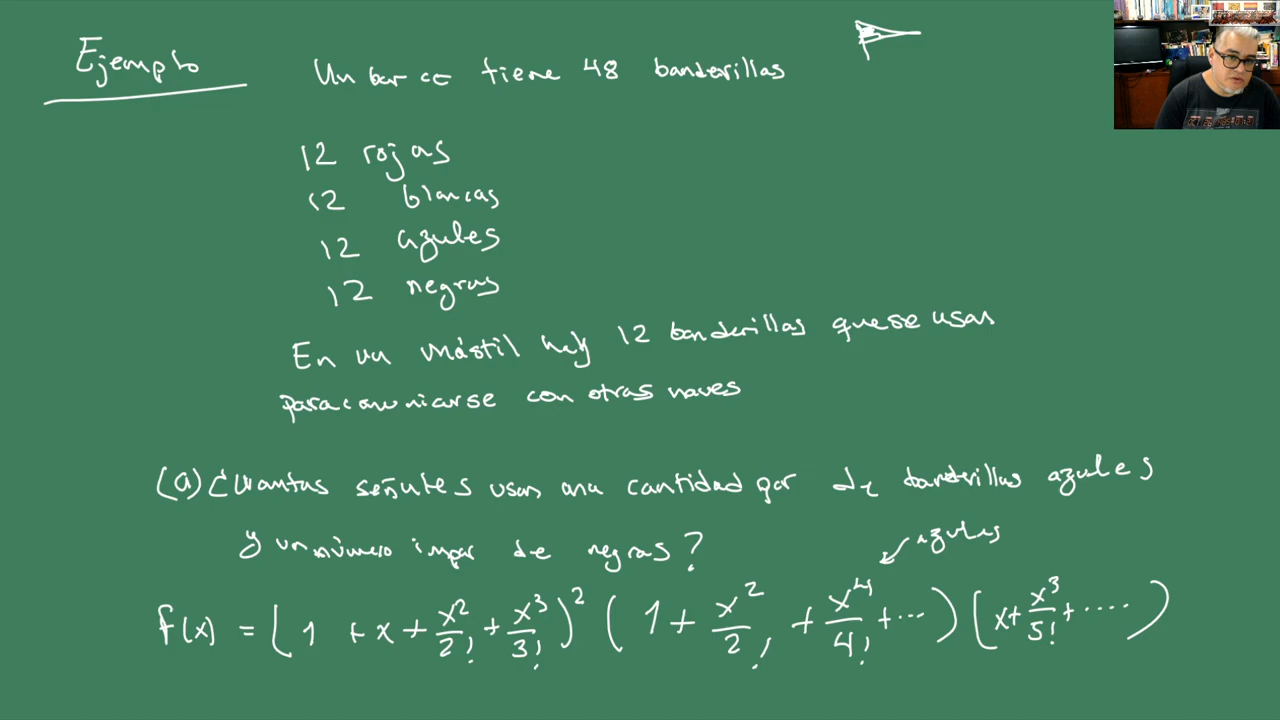 Ejemplo
Un barco tiene 48 banderillas
12 rojas
12 blancas
12 azules
12 negras
En un mástil hay 12 banderillas que se usan
para comunicarse con otras naves
(a) ¿Cuantas señales usan una cantidad par de banderillas azules
y un número impar de negras?
azules
f(x) = (1 + x + x²/2! + x³/3!)² (1 + x²/2! + x⁴/4! + ...) (x + x³/5! + ....)